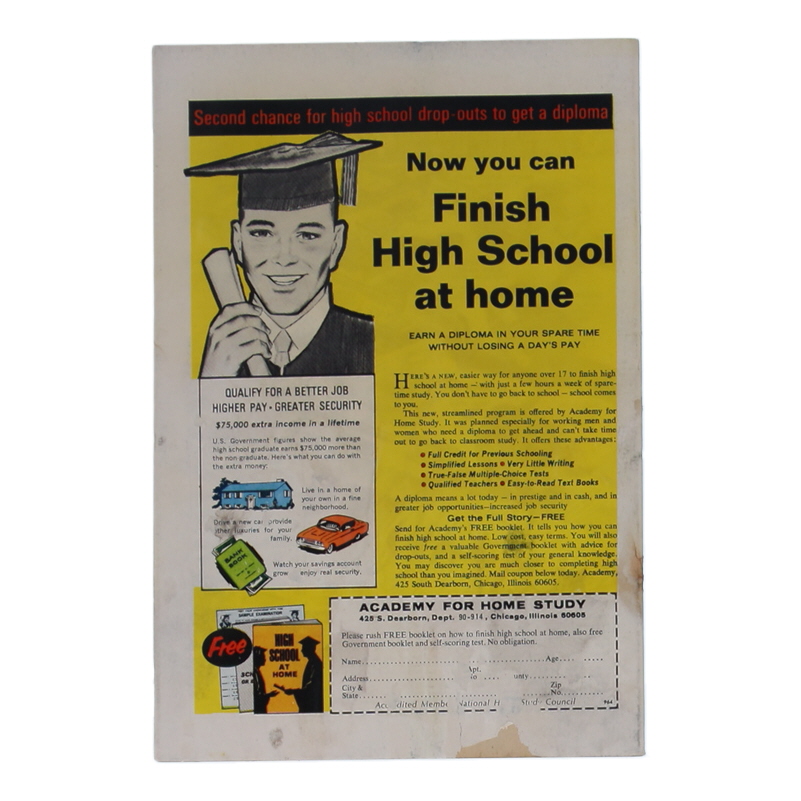 Second chance for high school drop-outs to get a diploma
Now you can
Finish
High School
at home
EARN A DIPLOMA IN YOUR SPARE TIME
WITHOUT LOSING A DAY'S PAY
HERE'S A NEW, easier way for anyone over 17 to finish high
school at home — with just a few hours a week of spare-
time study. You don't have to go back to school — school comes
to you.
This new, streamlined program is offered by Academy for
Home Study. It was planned especially for working men and
women who need a diploma to get ahead and can't take time
out to go back to classroom study. It offers these advantages:
• Full Credit for Previous Schooling
• Simplified Lessons • Very Little Writing
• True-False Multiple-Choice Tests
• Qualified Teachers • Easy-to-Read Text Books
A diploma means a lot today — in prestige and in cash, and in
greater job opportunities—increased job security
Get the Full Story—FREE
Send for Academy's FREE booklet. It tells you how you can
finish high school at home. Low cost, easy terms. You will also
receive free a valuable Government booklet with advice for
drop-outs, and a self-scoring test of your general knowledge.
You may discover you are much closer to completing high
school than you imagined. Mail coupon below today. Academy,
425 South Dearborn, Chicago, Illinois 60605.
QUALIFY FOR A BETTER JOB
HIGHER PAY • GREATER SECURITY
$75,000 extra income in a lifetime
U.S. Government figures show the average
high school graduate earns $75,000 more than
the non-graduate. Here's what you can do with
the extra money:
Live in a home of
your own in a fine
neighborhood.
Drive a new car provide
other luxuries for your
family.
BANK
BOOK
Watch your savings account
grow enjoy real security.
SAMPLE EXAMINATION
Free
HIGH
SCHOOL
AT
HOME
ACADEMY FOR HOME STUDY
425 S. Dearborn, Dept. 90-914, Chicago, Illinois 60605
Please rush FREE booklet on how to finish high school at home, also free
Government booklet and self-scoring test. No obligation.
Name Age
Apt.
Address No
City & Zip
State No.
Accredited Member National H Study Council 964